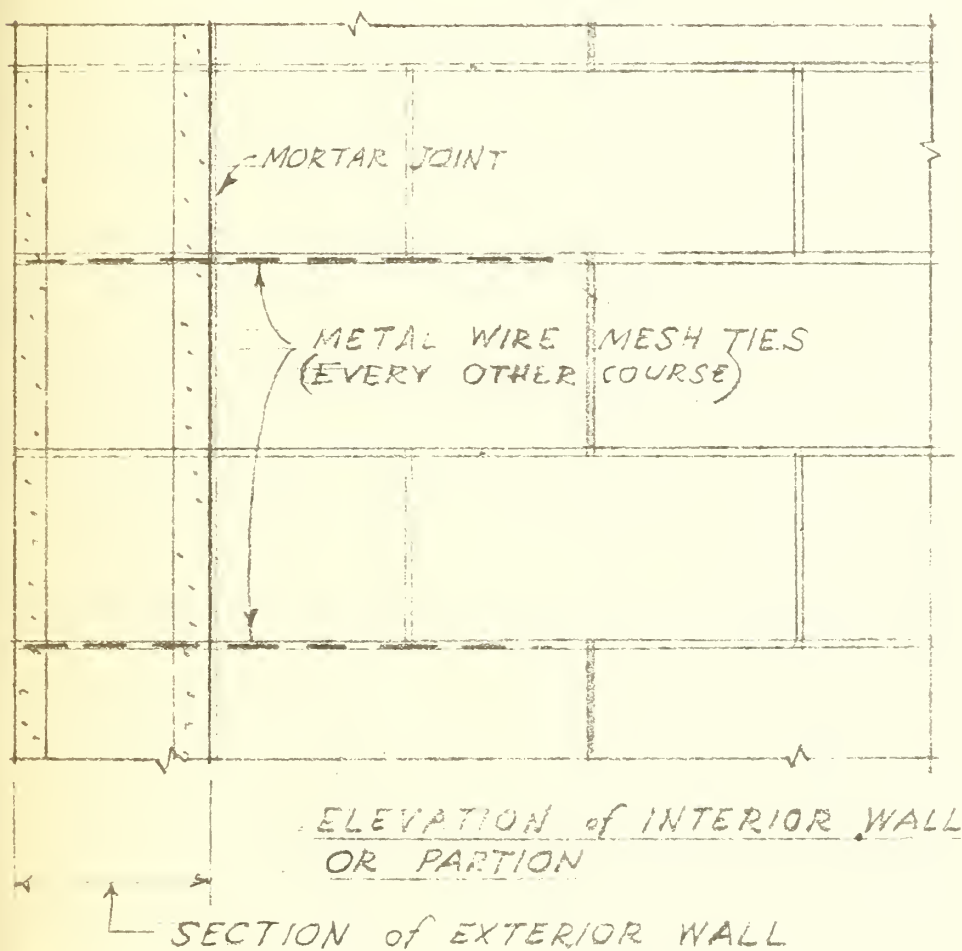 MORTAR JOINT
METAL WIRE MESH TIES
(EVERY OTHER COURSE)
ELEVATION of INTERIOR WALL
OR PARTION
SECTION of EXTERIOR WALL